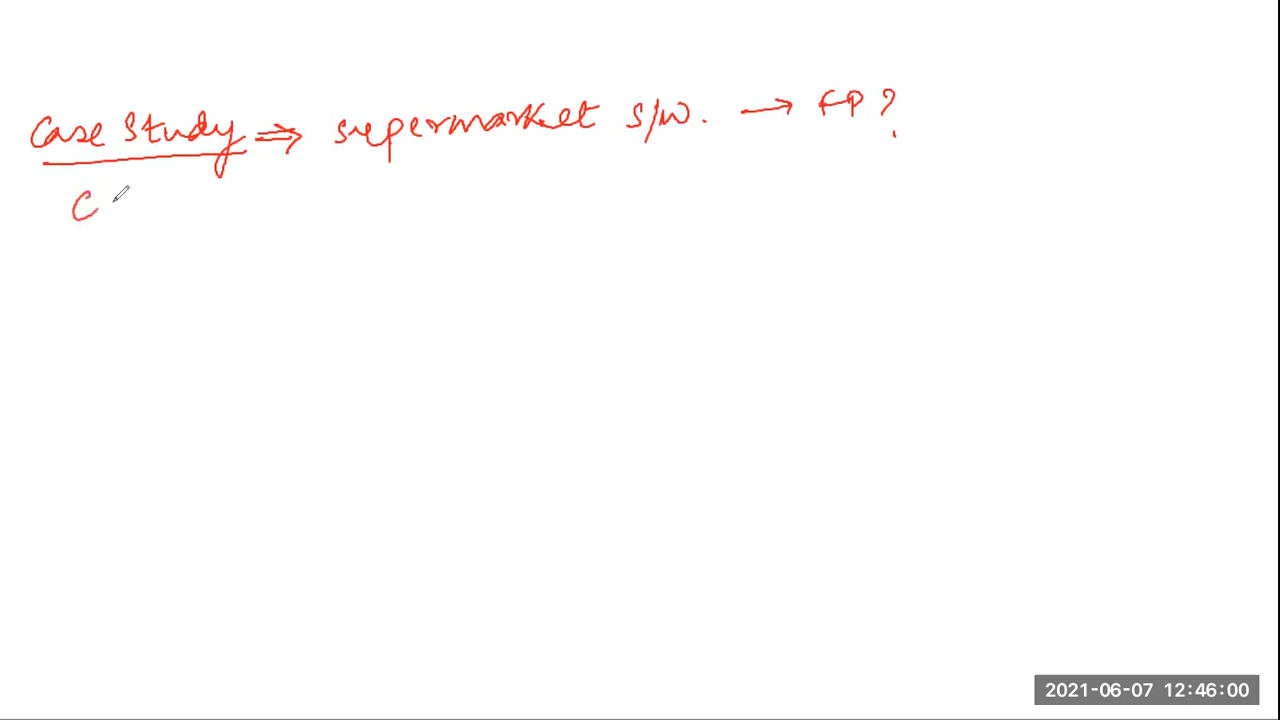 Case Study ⇒ supermarket s/w. → FP?
C
2021-06-07 12:46:00